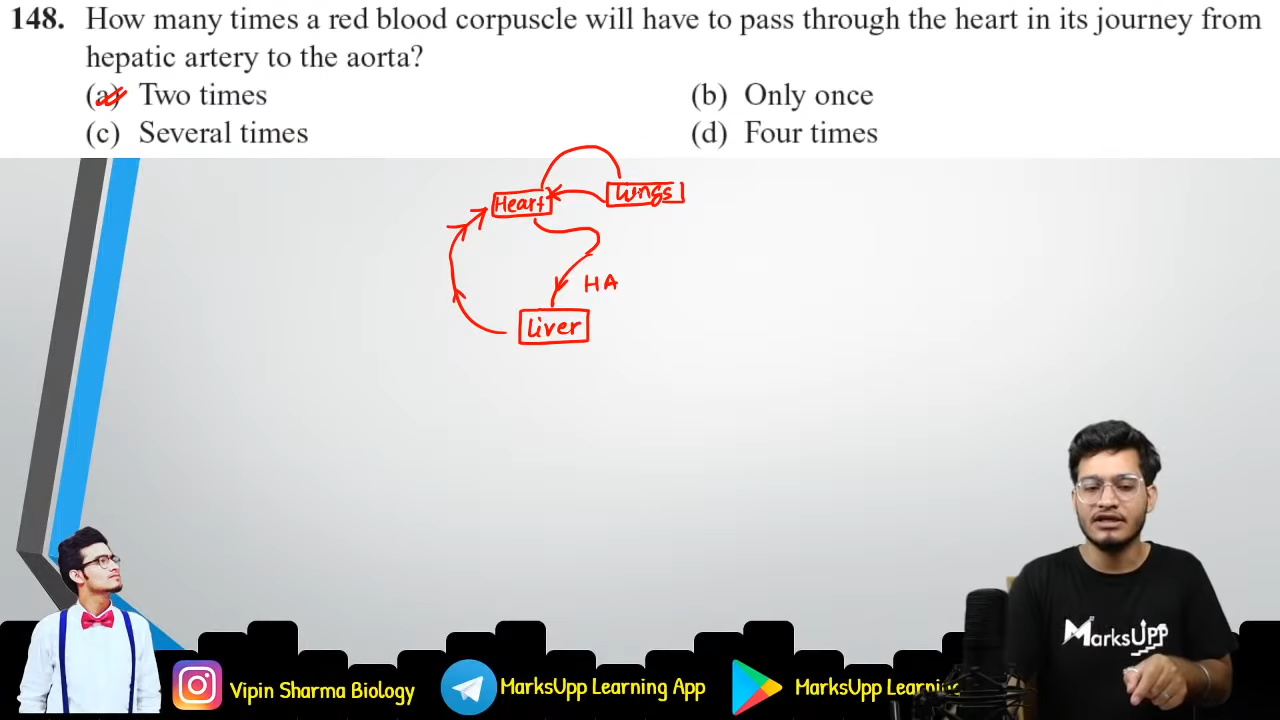 148. How many times a red blood corpuscle will have to pass through the heart in its journey from
hepatic artery to the aorta?
(a) Two times
(b) Only once
(c) Several times
(d) Four times
Heart
lungs
HA
Liver
MarksUPP
Vipin Sharma Biology
MarksUpp Learning App
MarksUpp Learning